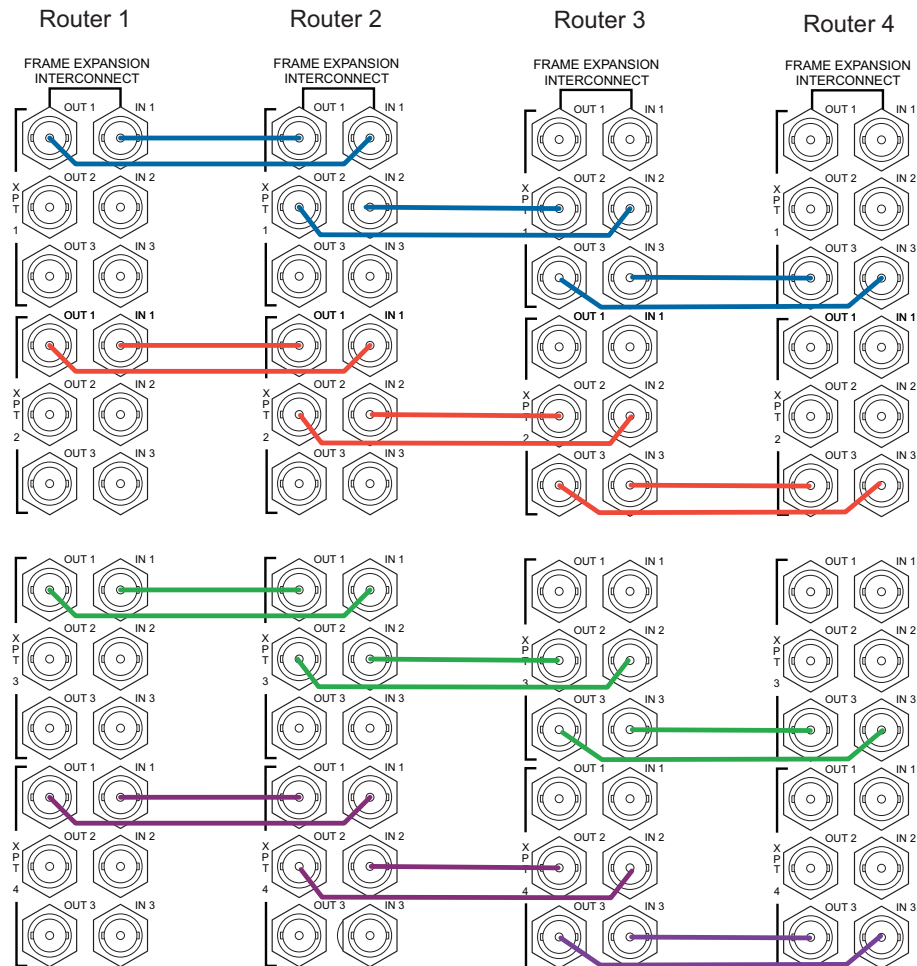 Router 1
Router 2
Router 3
Router 4
FRAME EXPANSION
INTERCONNECT
FRAME EXPANSION
INTERCONNECT
FRAME EXPANSION
INTERCONNECT
FRAME EXPANSION
INTERCONNECT
OUT 1 IN 1 OUT 1 IN 1 OUT 1 IN 1 OUT 1 IN 1
XPT 1 XPT 1 XPT 1 XPT 1
OUT 2 IN 2 OUT 2 IN 2 OUT 2 IN 2 OUT 2 IN 2
OUT 3 IN 3 OUT 3 IN 3 OUT 3 IN 3 OUT 3 IN 3
OUT 1 IN 1 OUT 1 IN 1 OUT 1 IN 1 OUT 1 IN 1
XPT 2 XPT 2 XPT 2 XPT 2
OUT 2 IN 2 OUT 2 IN 2 OUT 2 IN 2 OUT 2 IN 2
OUT 3 IN 3 OUT 3 IN 3 OUT 3 IN 3 OUT 3 IN 3
OUT 1 IN 1 OUT 1 IN 1 OUT 1 IN 1 OUT 1 IN 1
XPT 3 XPT 3 XPT 3 XPT 3
OUT 2 IN 2 OUT 2 IN 2 OUT 2 IN 2 OUT 2 IN 2
OUT 3 IN 3 OUT 3 IN 3 OUT 3 IN 3 OUT 3 IN 3
OUT 1 IN 1 OUT 1 IN 1 OUT 1 IN 1 OUT 1 IN 1
XPT 4 XPT 4 XPT 4 XPT 4
OUT 2 IN 2 OUT 2 IN 2 OUT 2 IN 2 OUT 2 IN 2
OUT 3 IN 3 OUT 3 IN 3 OUT 3 IN 3 OUT 3 IN 3